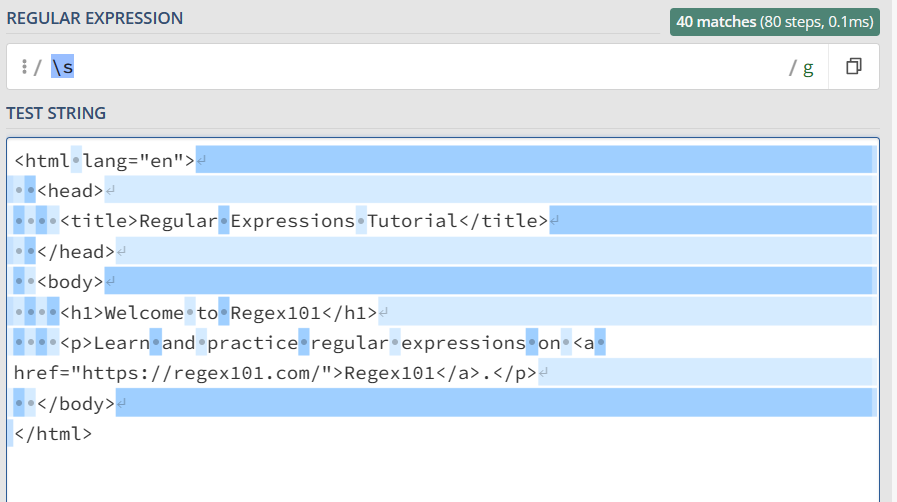 REGULAR EXPRESSION
40 matches (80 steps, 0.1ms)
/ \s / g
TEST STRING
<html·lang="en">↵
··<head>↵
····<title>Regular·Expressions·Tutorial</title>↵
··</head>↵
··<body>↵
····<h1>Welcome·to·Regex101</h1>↵
····<p>Learn·and·practice·regular·expressions·on·<a·
href="https://regex101.com/">Regex101</a>.</p>↵
··</body>↵
</html>